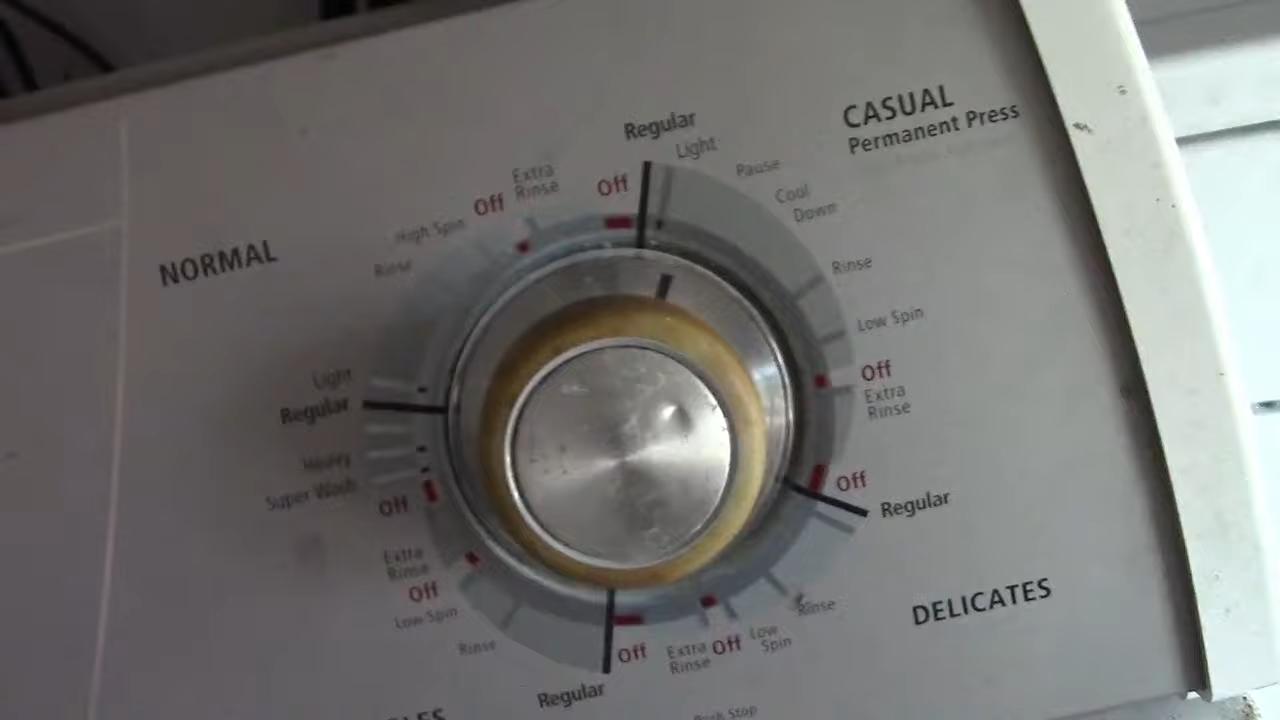 CASUAL
Permanent Press
Regular
Light
Pause
Cool
Down
Rinse
Low Spin
Off
Extra
Rinse
Off
Regular
DELICATES
Rinse
Low
Spin
Off
Extra
Rinse
Off
Regular
Rinse
Low Spin
Off
Extra
Rinse
Off
Super Wash
Heavy
Regular
Light
NORMAL
Rinse
High Spin
Off
Extra
Rinse
Off